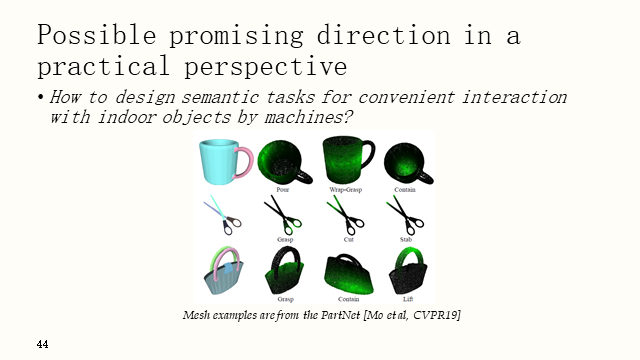 Possible promising direction in a
practical perspective
• How to design semantic tasks for convenient interaction
with indoor objects by machines?
Pour Wrap-Grasp Contain
Grasp Cut Stab
Grasp Contain Lift
Mesh examples are from the PartNet [Mo et al, CVPR19]
44